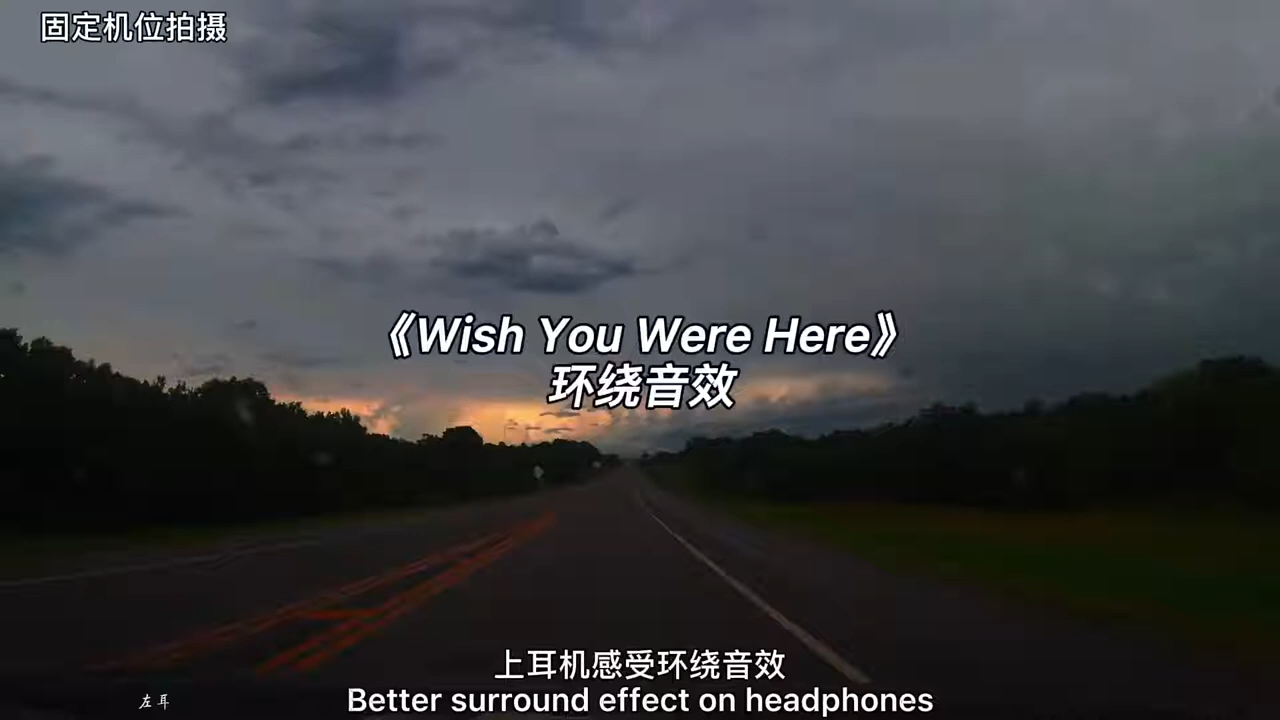 固定机位拍摄
《Wish You Were Here》
环绕音效
上耳机感受环绕音效
Better surround effect on headphones
左耳